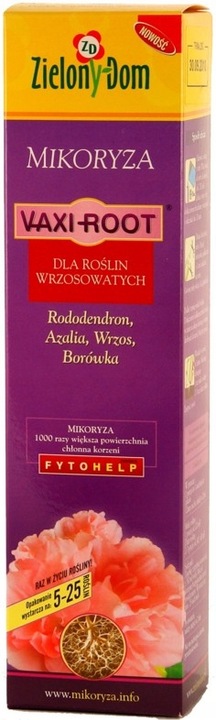 ZD
Zielony Dom
NOWOŚĆ
MIKORYZA
VAXI-ROOT®
DLA ROŚLIN
WRZOSOWATYCH
Rododendron,
Azalia, Wrzos,
Borówka
MIKORYZA
1000 razy większa powierzchnia
chłonna korzeni
FYTOHELP
RAZ W ŻYCIU ROŚLINY!
Opakowanie
wystarcza na:
5-25
ROŚLIN
www.mikoryza.info